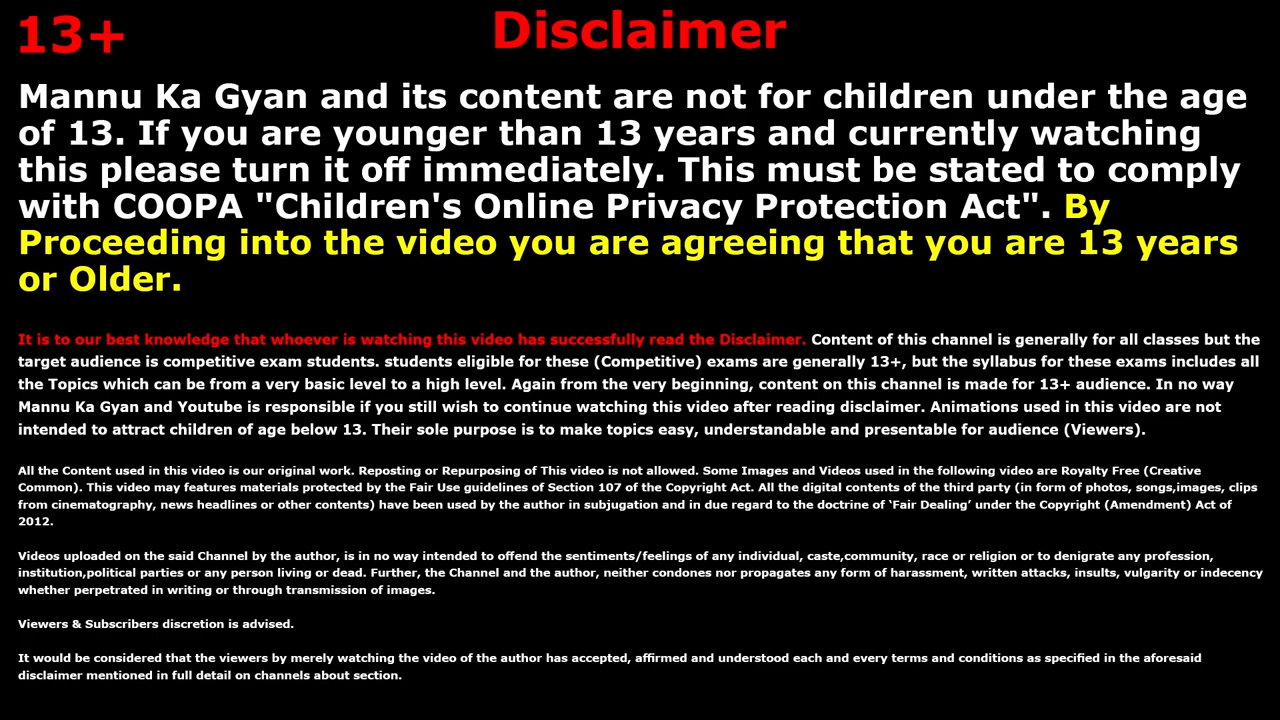 13+
Disclaimer
Mannu Ka Gyan and its content are not for children under the age
of 13. If you are younger than 13 years and currently watching
this please turn it off immediately. This must be stated to comply
with COOPA "Children's Online Privacy Protection Act". By
Proceeding into the video you are agreeing that you are 13 years
or Older.
It is to our best knowledge that whoever is watching this video has successfully read the Disclaimer. Content of this channel is generally for all classes but the
target audience is competitive exam students. students eligible for these (Competitive) exams are generally 13+, but the syllabus for these exams includes all
the Topics which can be from a very basic level to a high level. Again from the very beginning, content on this channel is made for 13+ audience. In no way
Mannu Ka Gyan and Youtube is responsible if you still wish to continue watching this video after reading disclaimer. Animations used in this video are not
intended to attract children of age below 13. Their sole purpose is to make topics easy, understandable and presentable for audience (Viewers).
All the Content used in this video is our original work. Reposting or Repurposing of This video is not allowed. Some Images and Videos used in the following video are Royalty Free (Creative
Common). This video may features materials protected by the Fair Use guidelines of Section 107 of the Copyright Act. All the digital contents of the third party (in form of photos, songs,images, clips
from cinematography, news headlines or other contents) have been used by the author in subjugation and in due regard to the doctrine of ‘Fair Dealing’ under the Copyright (Amendment) Act of
2012.
Videos uploaded on the said Channel by the author, is in no way intended to offend the sentiments/feelings of any individual, caste,community, race or religion or to denigrate any profession,
institution,political parties or any person living or dead. Further, the Channel and the author, neither condones nor propagates any form of harassment, written attacks, insults, vulgarity or indecency
whether perpetrated in writing or through transmission of images.
Viewers & Subscribers discretion is advised.
It would be considered that the viewers by merely watching the video of the author has accepted, affirmed and understood each and every terms and conditions as specified in the aforesaid
disclaimer mentioned in full detail on channels about section.